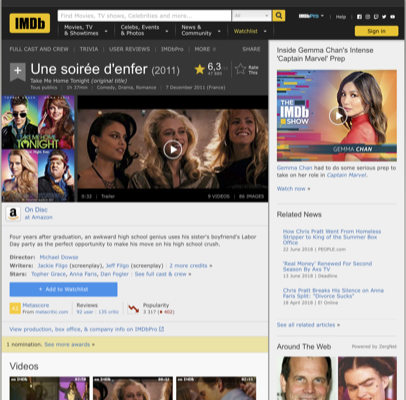 IMDb
Find Movies, TV shows, Celebrities and more...
All
IMDbPro
Help
Movies, TV & Showtimes
Celebs, Events & Photos
News & Community
Watchlist
Sign in
FULL CAST AND CREW | TRIVIA | USER REVIEWS | IMDbPro | MORE
SHARE
Une soirée d'enfer (2011)
Take Me Home Tonight (original title)
Tous publics | 1h 37min | Comedy, Drama, Romance | 7 December 2011 (France)
6,3
Rate This
TAKE ME HOME
TONIGHT
0:32 | Trailer
9 VIDEOS | 86 IMAGES
On Disc
at Amazon
Four years after graduation, an awkward high school genius uses his sister's boyfriend's Labor
Day party as the perfect opportunity to make his move on his high school crush.
Director: Michael Dowse
Writers: Jackie Filgo (screenplay), Jeff Filgo (screenplay) | 2 more credits »
Stars: Topher Grace, Anna Faris, Dan Fogler | See full cast & crew »
+ Add to Watchlist
Metascore
From metacritic.com
Reviews
92 user | 135 critic
Popularity
3 317
View production, box office, & company info on IMDbPro
1 nomination. See more awards »
Videos
Inside Gemma Chan's Intense
'Captain Marvel' Prep
THE
IMDb
SHOW
GEMMA CHAN
Gemma Chan had to do some serious prep to
take on her role in Captain Marvel.
Watch now »
Related News
How Chris Pratt Went From Homeless
Stripper to King of the Summer Box
Office
22 June 2018 | PEOPLE.com
'Real Money' Renewed For Second
Season By Axs TV
13 June 2018 | Deadline
Chris Pratt Breaks His Silence on Anna
Faris Split: "Divorce Sucks"
18 April 2018 | E! Online
See all related articles »
Around The Web
Powered by ZergNet